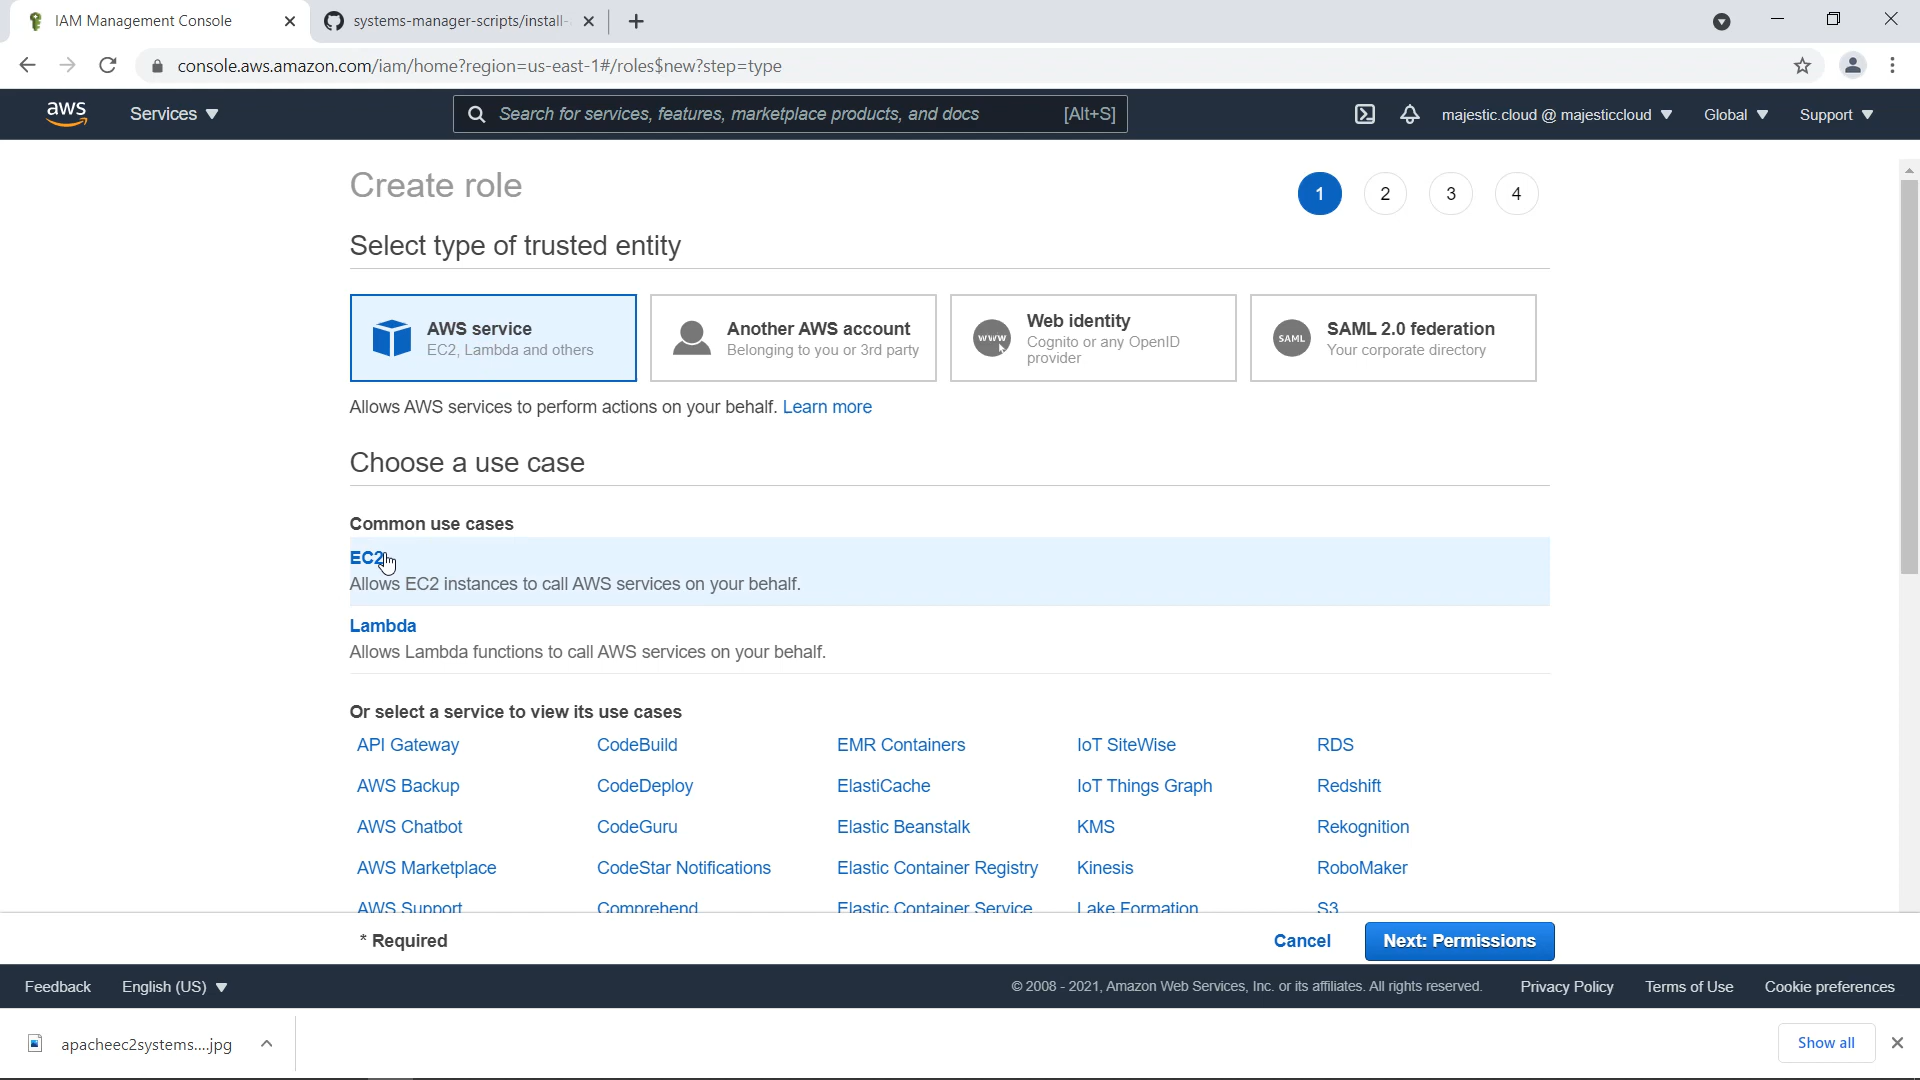 IAM Management Console
systems-manager-scripts/install-
console.aws.amazon.com/iam/home?region=us-east-1#/roles$new?step=type
aws
Services
Search for services, features, marketplace products, and docs [Alt+S]
majestic.cloud @ majesticcloud
Global
Support
Create role
1
2
3
4
Select type of trusted entity
AWS service
EC2, Lambda and others
Another AWS account
Belonging to you or 3rd party
www
Web identity
Cognito or any OpenID
provider
SAML
SAML 2.0 federation
Your corporate directory
Allows AWS services to perform actions on your behalf. Learn more
Choose a use case
Common use cases
EC2
Allows EC2 instances to call AWS services on your behalf.
Lambda
Allows Lambda functions to call AWS services on your behalf.
Or select a service to view its use cases
API Gateway CodeBuild EMR Containers IoT SiteWise RDS
AWS Backup CodeDeploy ElastiCache IoT Things Graph Redshift
AWS Chatbot CodeGuru Elastic Beanstalk KMS Rekognition
AWS Marketplace CodeStar Notifications Elastic Container Registry Kinesis RoboMaker
AWS Support Comprehend Elastic Container Service Lake Formation S3
* Required
Cancel
Next: Permissions
Feedback
English (US)
© 2008 - 2021, Amazon Web Services, Inc. or its affiliates. All rights reserved.
Privacy Policy
Terms of Use
Cookie preferences
apacheec2systems....jpg
Show all